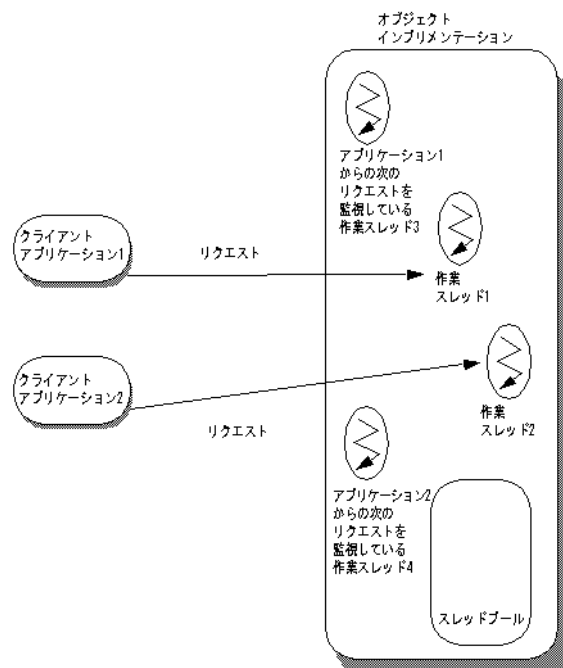 オブジェクト
インプリメンテーション
アプリケーション1
からの次の
リクエストを
監視している
作業スレッド3
クライアント
アプリケーション1
リクエスト
作業
スレッド1
クライアント
アプリケーション2
リクエスト
作業
スレッド2
アプリケーション2
からの次の
リクエストを
監視している
作業スレッド4
スレッドプール